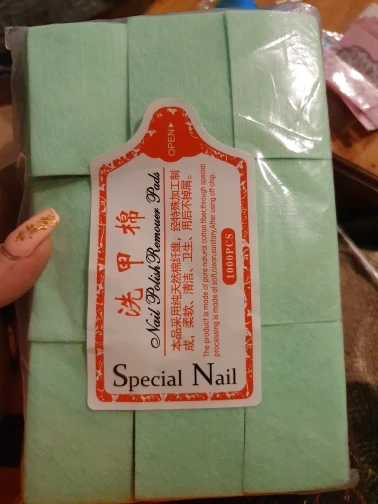 OPEN
洗甲棉
Nail Polish Remouer Pads
本品采用纯天然棉纤维，经特殊加工制
成，柔软、清洁、卫生、用后不掉屑。
The product is made of pure natural cotton fiber,through special
processing is made of soft,clean,sanitory.After using off chip.
1000PCS
Special Nail